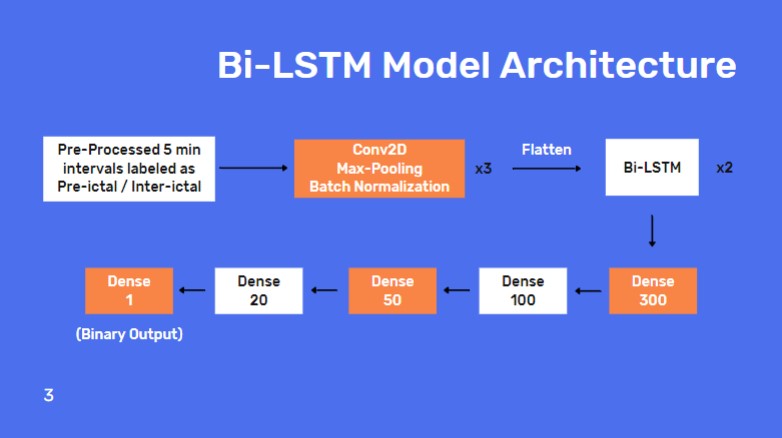 Bi-LSTM Model Architecture
Pre-Processed 5 min
intervals labeled as
Pre-ictal / Inter-ictal
Conv2D
Max-Pooling
Batch Normalization
x3
Flatten
Bi-LSTM
x2
Dense
300
Dense
100
Dense
50
Dense
20
Dense
1
(Binary Output)
3